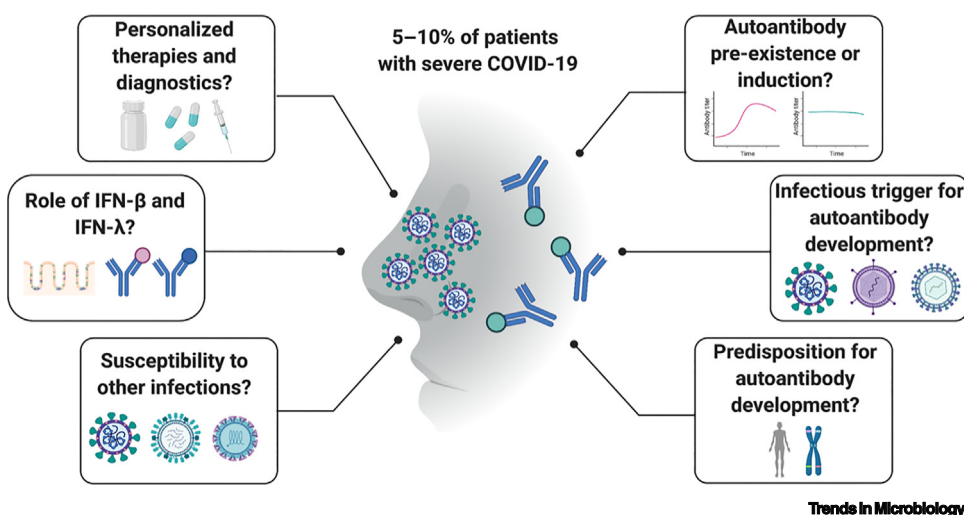 Personalized
therapies and
diagnostics?
5–10% of patients
with severe COVID-19
Autoantibody
pre-existence or
induction?
Antibody titer
Time
Antibody titer
Time
Role of IFN-β and
IFN-λ?
Infectious trigger for
autoantibody
development?
Susceptibility to
other infections?
Predisposition for
autoantibody
development?
Trends in Microbiology